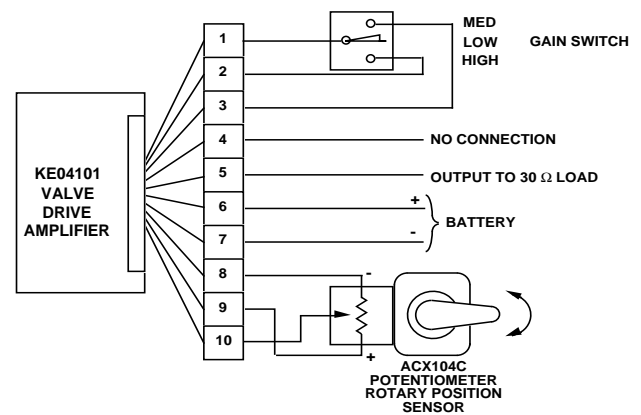 1
2
3
4
5
6
7
8
9
10
MED
LOW
HIGH
GAIN SWITCH
NO CONNECTION
OUTPUT TO 30 Ω LOAD
+
-
BATTERY
KE04101
VALVE
DRIVE
AMPLIFIER
-
+
ACX104C
POTENTIOMETER
ROTARY POSITION
SENSOR